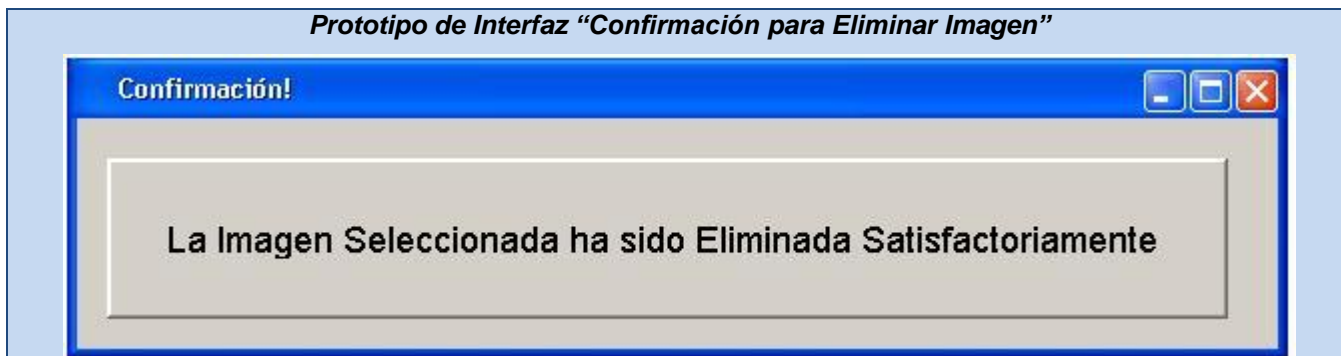 Prototipo de Interfaz “Confirmación para Eliminar Imagen”
Confirmación!
La Imagen Seleccionada ha sido Eliminada Satisfactoriamente